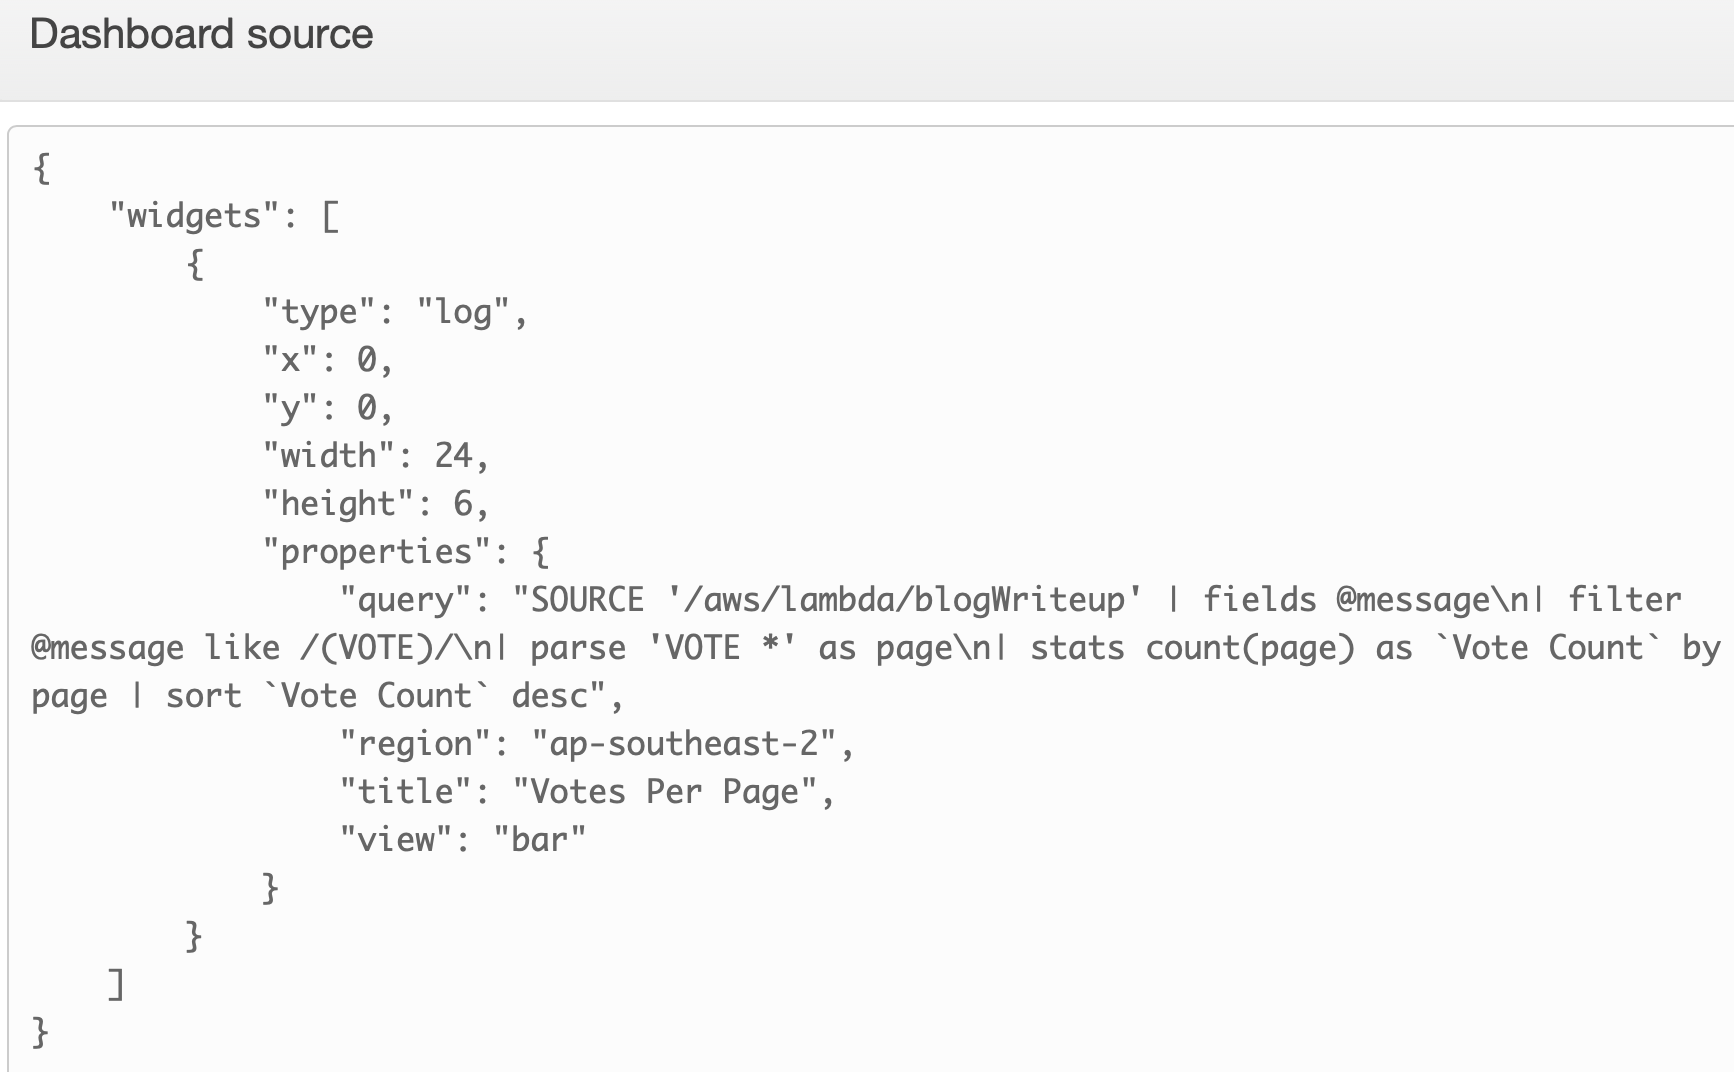 Dashboard source
{
    "widgets": [
        {
            "type": "log",
            "x": 0,
            "y": 0,
            "width": 24,
            "height": 6,
            "properties": {
                "query": "SOURCE '/aws/lambda/blogWriteup' | fields @message\n| filter
@message like /(VOTE)/\n| parse 'VOTE *' as page\n| stats count(page) as `Vote Count` by
page | sort `Vote Count` desc",
                "region": "ap-southeast-2",
                "title": "Votes Per Page",
                "view": "bar"
            }
        }
    ]
}